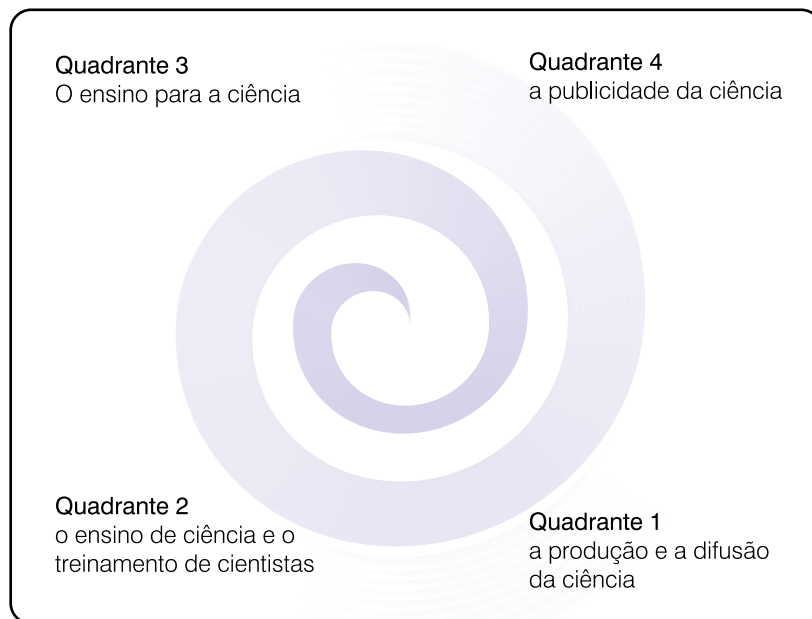 Quadrante 3
O ensino para a ciência
Quadrante 4
a publicidade da ciência
Quadrante 2
o ensino de ciência e o
treinamento de cientistas
Quadrante 1
a produção e a difusão
da ciência